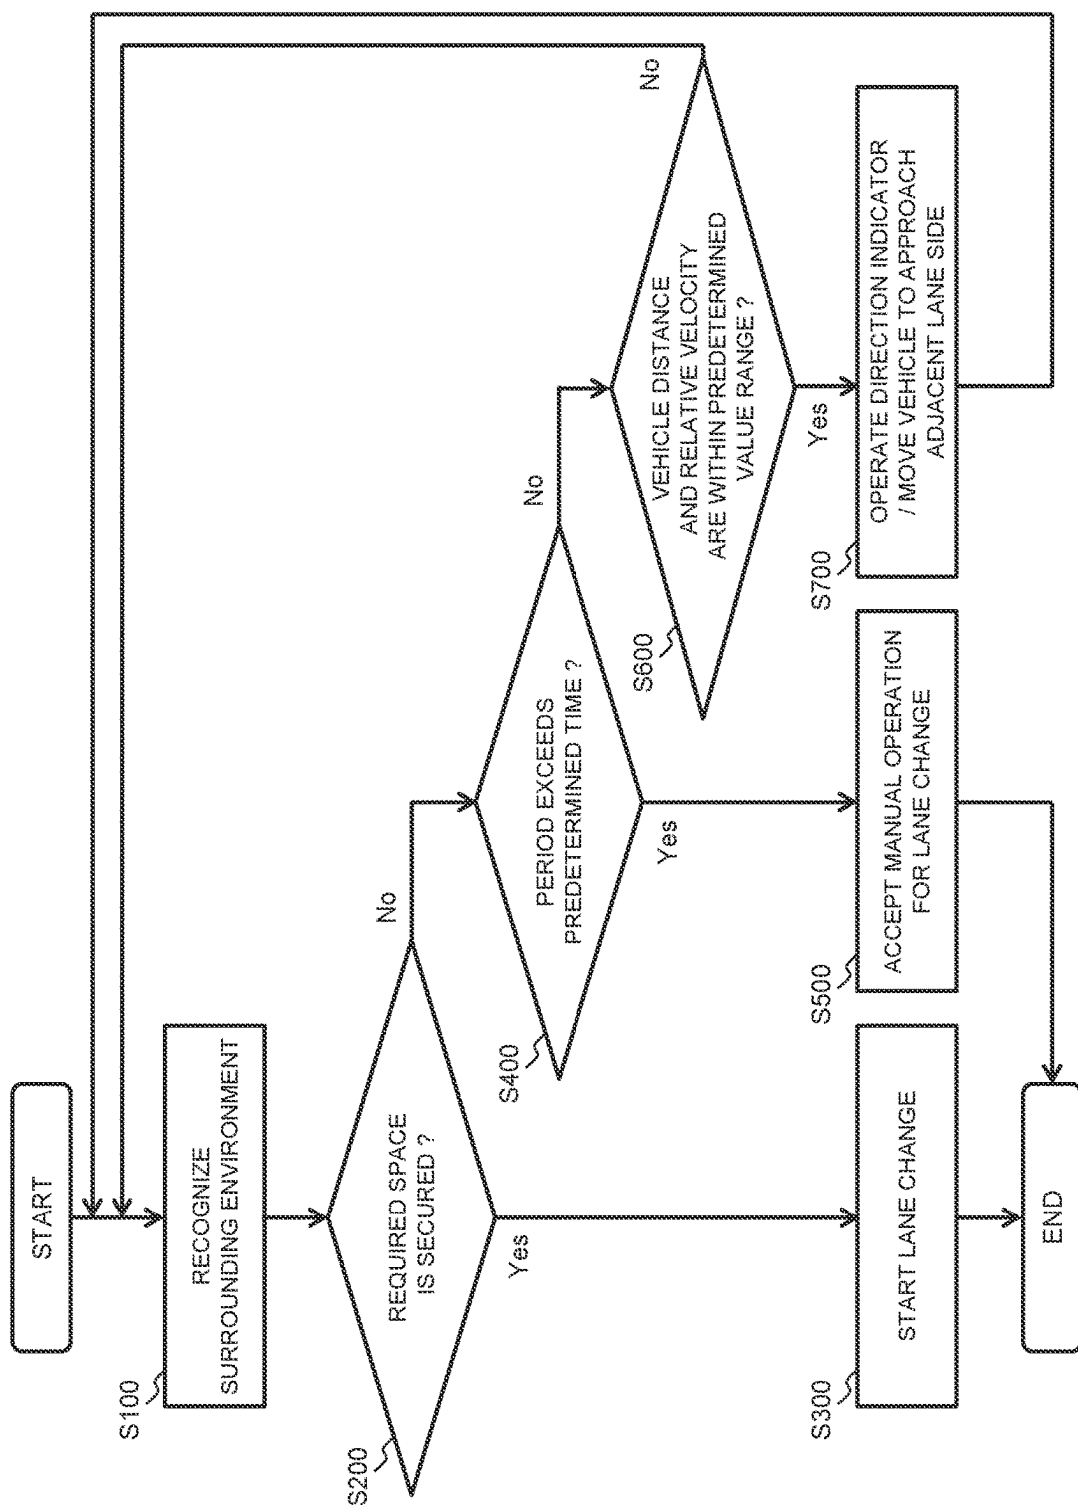 START
S100
RECOGNIZE
SURROUNDING ENVIRONMENT
S200
REQUIRED SPACE
IS SECURED ?
No
Yes
S400
PERIOD EXCEEDS
PREDETERMINED TIME ?
No
Yes
S600
VEHICLE DISTANCE
AND RELATIVE VELOCITY
ARE WITHIN PREDETERMINED
VALUE RANGE ?
No
Yes
S300
START LANE CHANGE
S500
ACCEPT MANUAL OPERATION
FOR LANE CHANGE
S700
OPERATE DIRECTION INDICATOR
/ MOVE VEHICLE TO APPROACH
ADJACENT LANE SIDE
END